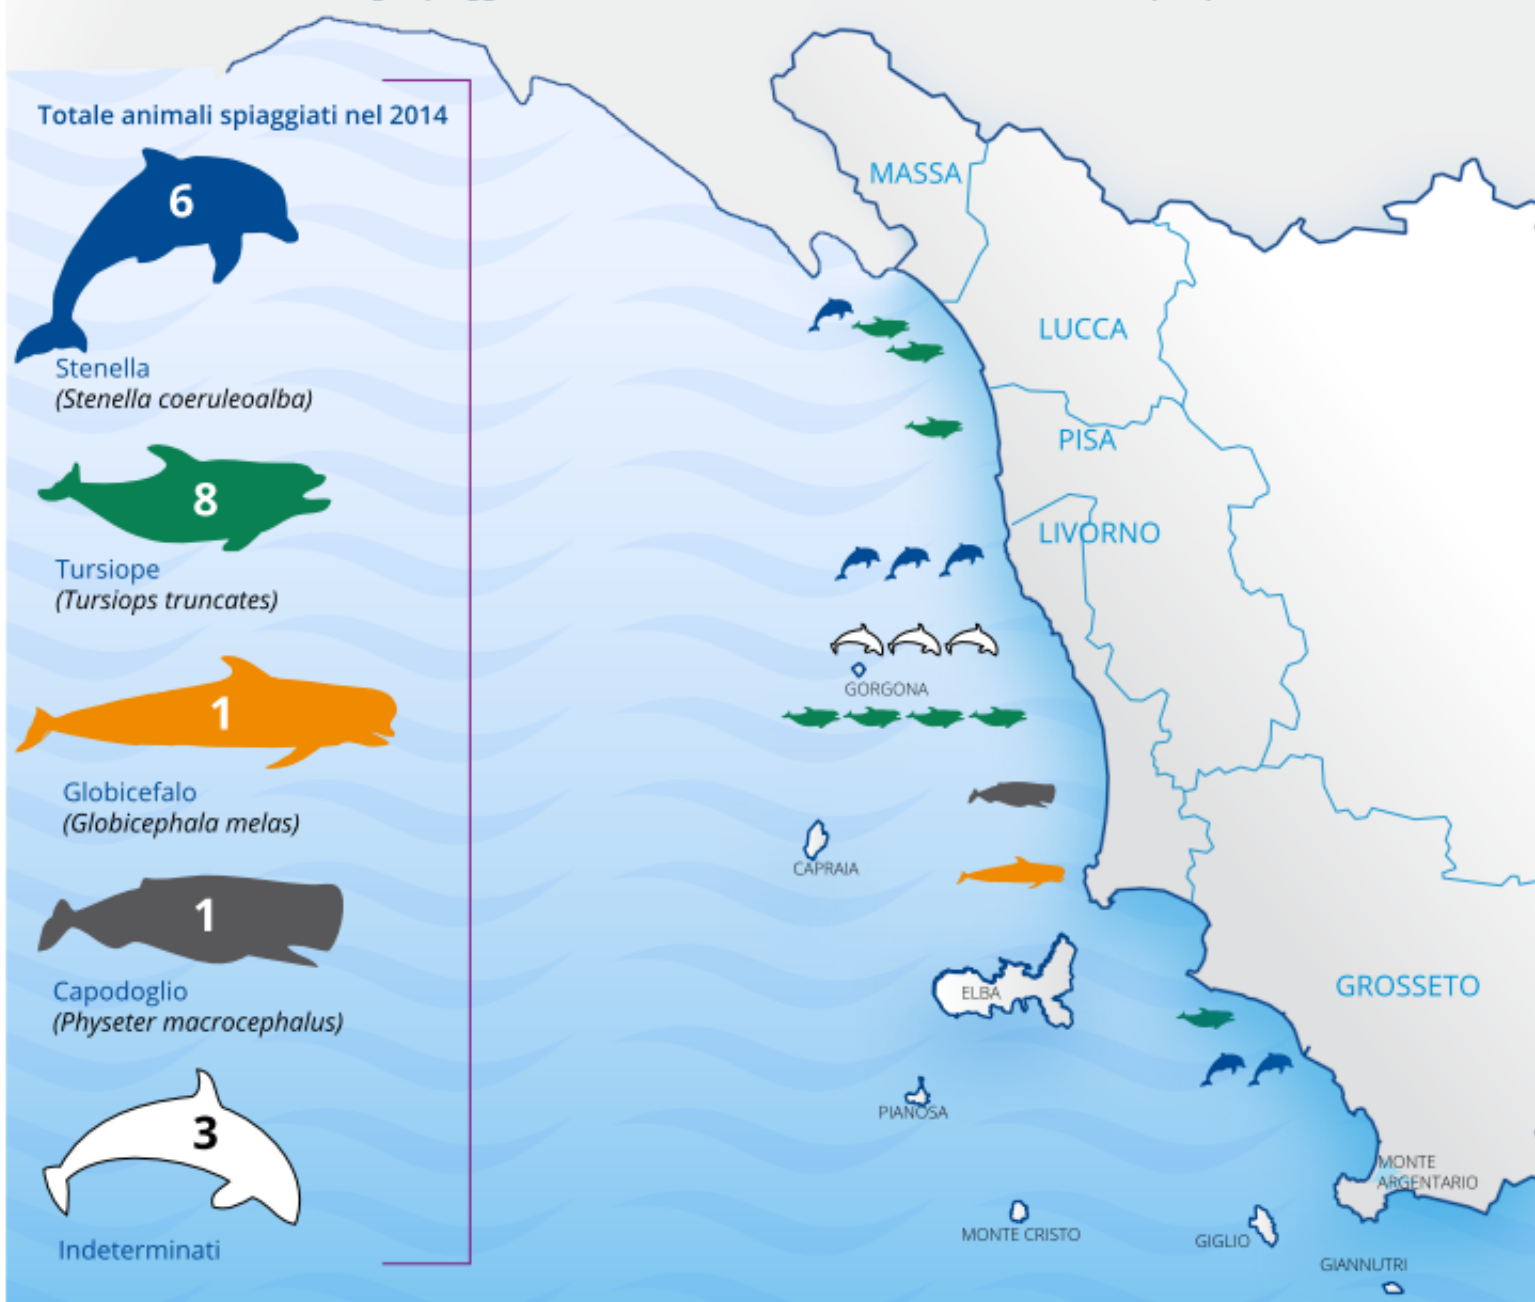 Totale animali spiaggiati nel 2014
6
Stenella
(Stenella coeruleoalba)
8
Tursiope
(Tursiops truncates)
1
Globicefalo
(Globicephala melas)
1
Capodoglio
(Physeter macrocephalus)
3
Indeterminati
MASSA
LUCCA
PISA
LIVORNO
GORGONA
CAPRAIA
ELBA
GROSSETO
PIANOSA
MONTE
ARGENTARIO
MONTE CRISTO
GIGLIO
GIANNUTRI